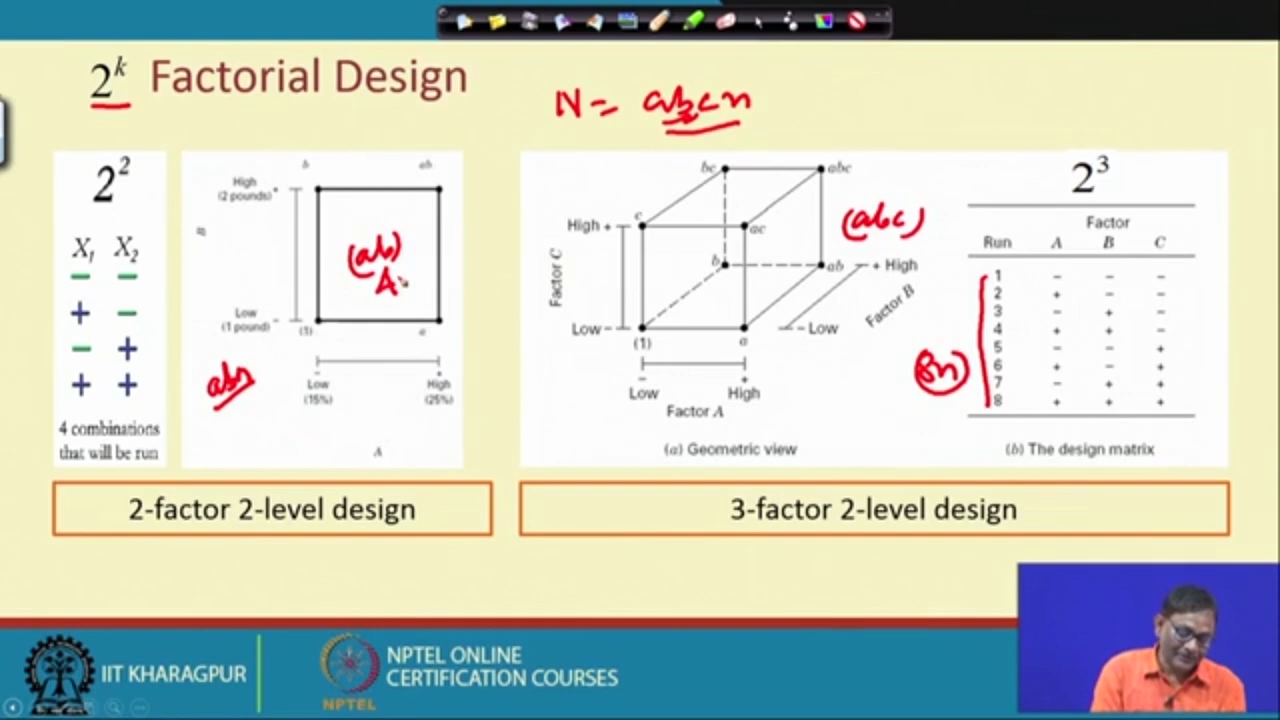 2^k Factorial Design
N = abcn
2^2
X1 X2
− −
+ −
− +
+ +
4 combinations
that will be run
b ab
High
(2 pounds) +
B
(ab)
A
Low
(1 pound) −
(1) a
abn
− +
Low High
(15%) (25%)
A
bc abc
c ac
High +
Factor C
Low −
b ab
(1) a
(abc)
+ High
Factor B
− Low
− +
Low High
Factor A
(a) Geometric view
2^3
Factor
Run A B C
1 − − −
2 + − −
3 − + −
4 + + −
5 − − +
6 + − +
7 − + +
8 + + +
(8n)
(b) The design matrix
2-factor 2-level design
3-factor 2-level design
IIT KHARAGPUR
NPTEL
NPTEL ONLINE
CERTIFICATION COURSES